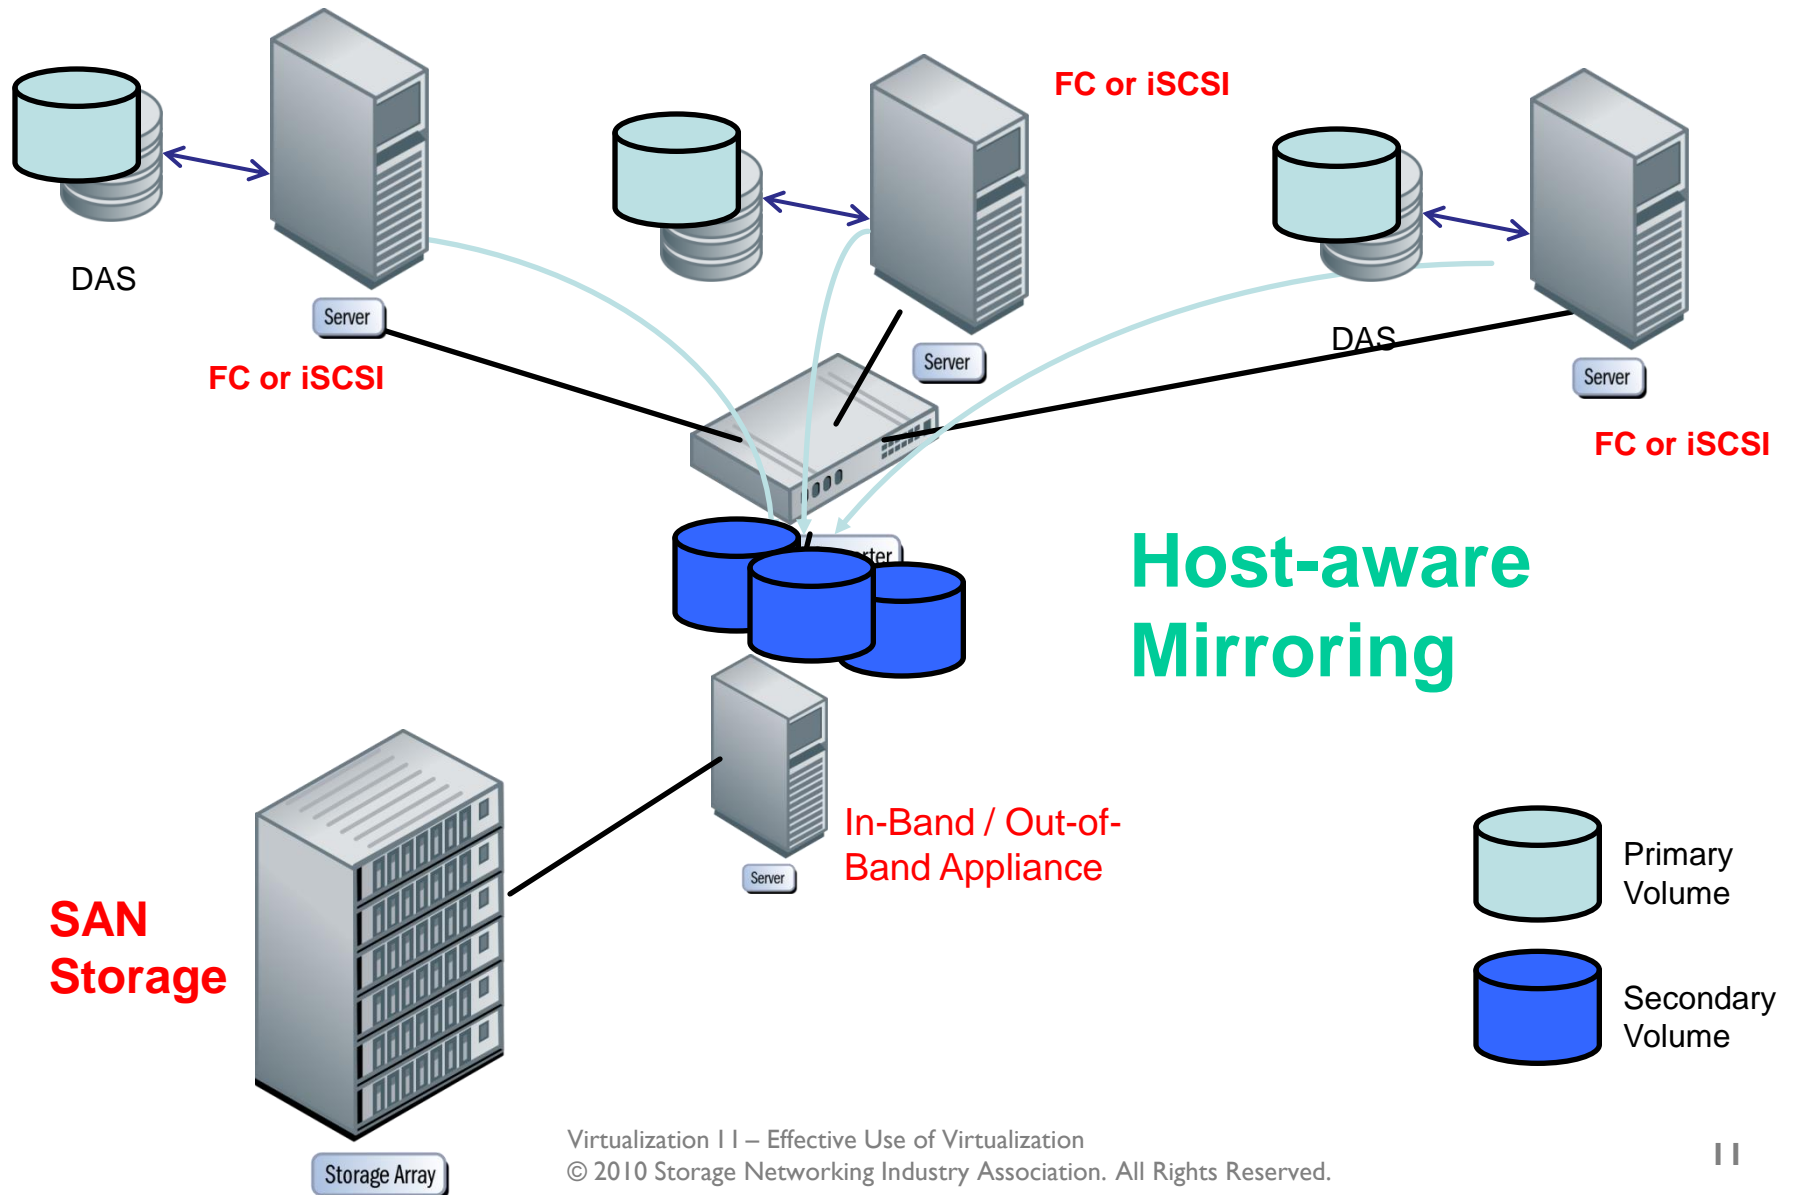 FC or iSCSI
DAS
Server
FC or iSCSI
Server
DAS
Server
FC or iSCSI
Host-aware
Mirroring
In-Band / Out-of-
Band Appliance
Server
SAN
Storage
Storage Array
Primary
Volume
Secondary
Volume
Virtualization II – Effective Use of Virtualization
© 2010 Storage Networking Industry Association. All Rights Reserved.
11